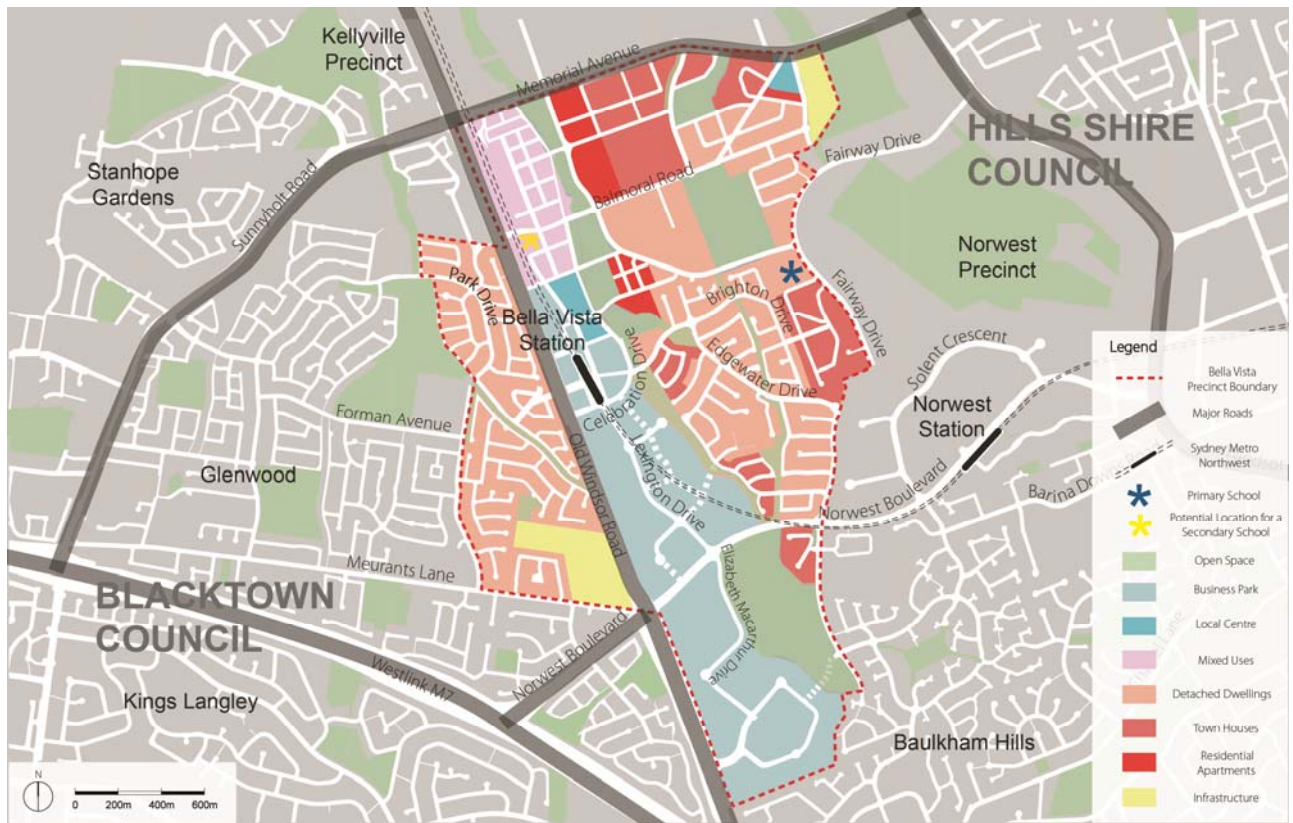 Kellyville
Precinct
Memorial Avenue
HILLS SHIRE
COUNCIL
Fairway Drive
Stanhope
Gardens
Sunnyholt Road
Balmoral Road
Norwest
Precinct
Park Drive
Bella Vista
Station
Brighton Drive
Fairway Drive
Edgewater Drive
Celebration Drive
Solent Crescent
Norwest
Station
Forman Avenue
Glenwood
Old Windsor Road
Lexington Drive
Norwest Boulevard
Meurants Lane
Elizabeth Macarthur Drive
BLACKTOWN
COUNCIL
Norwest Boulevard
Westlink M7
Kings Langley
Baulkham Hills
N
0 200m 400m 600m
Legend
Bella Vista
Precinct Boundary
Major Roads
Sydney Metro
Northwest
Primary School
Potential Location for a
Secondary School
Open Space
Business Park
Local Centre
Mixed Uses
Detached Dwellings
Town Houses
Residential
Apartments
Infrastructure